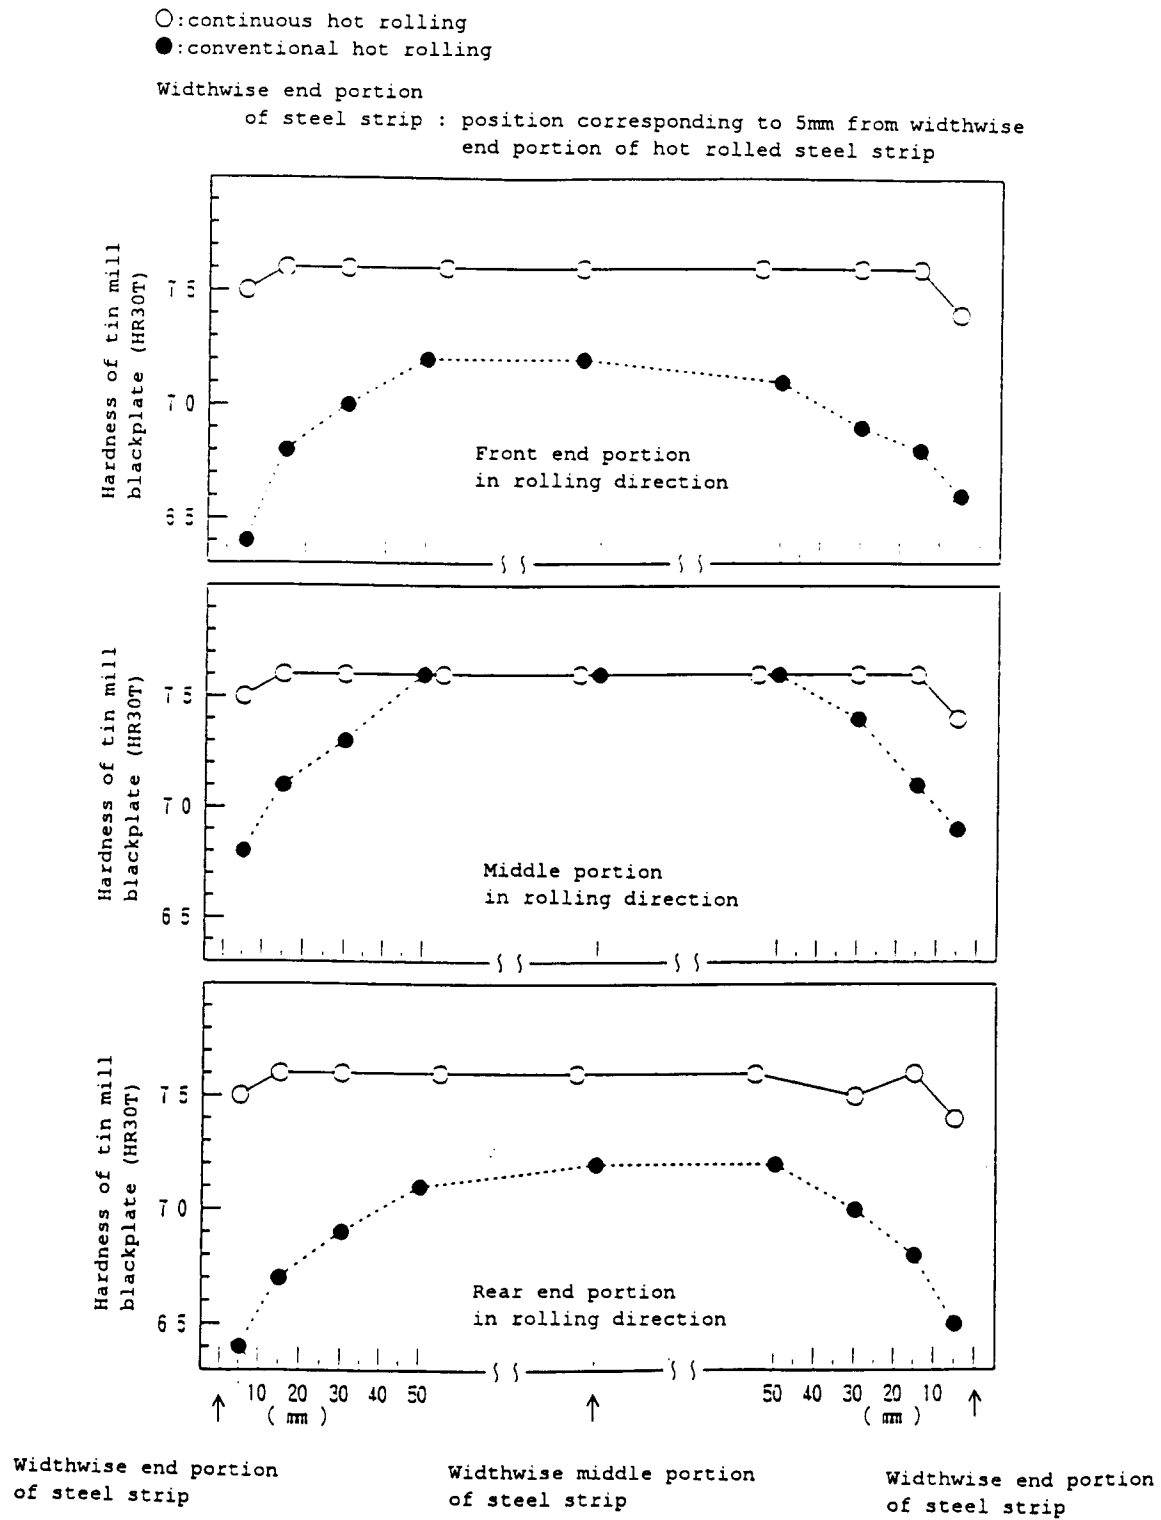 ○:continuous hot rolling
●:conventional hot rolling
Widthwise end portion
of steel strip : position corresponding to 5mm from widthwise
end portion of hot rolled steel strip
Hardness of tin mill
blackplate (HR30T)
75
70
65
Front end portion
in rolling direction
Hardness of tin mill
blackplate (HR30T)
75
70
65
Middle portion
in rolling direction
Hardness of tin mill
blackplate (HR30T)
75
70
65
Rear end portion
in rolling direction
10 20 30 40 50 50 40 30 20 10
( mm ) ( mm )
Widthwise end portion
of steel strip
Widthwise middle portion
of steel strip
Widthwise end portion
of steel strip